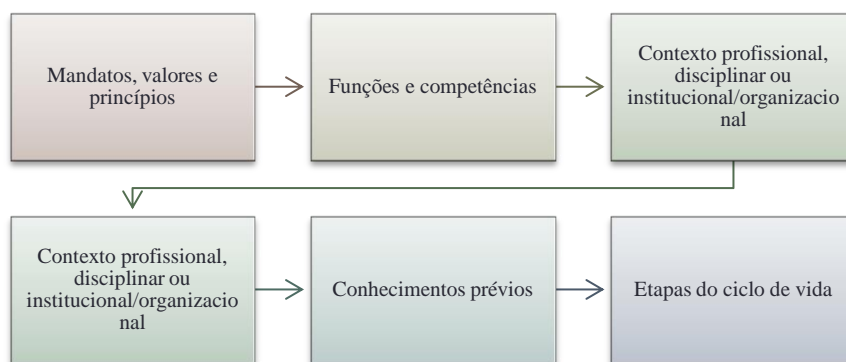 Mandatos, valores e
princípios
Funções e competências
Contexto profissional,
disciplinar ou
institucional/organizacio
nal
Contexto profissional,
disciplinar ou
institucional/organizacio
nal
Conhecimentos prévios
Etapas do ciclo de vida